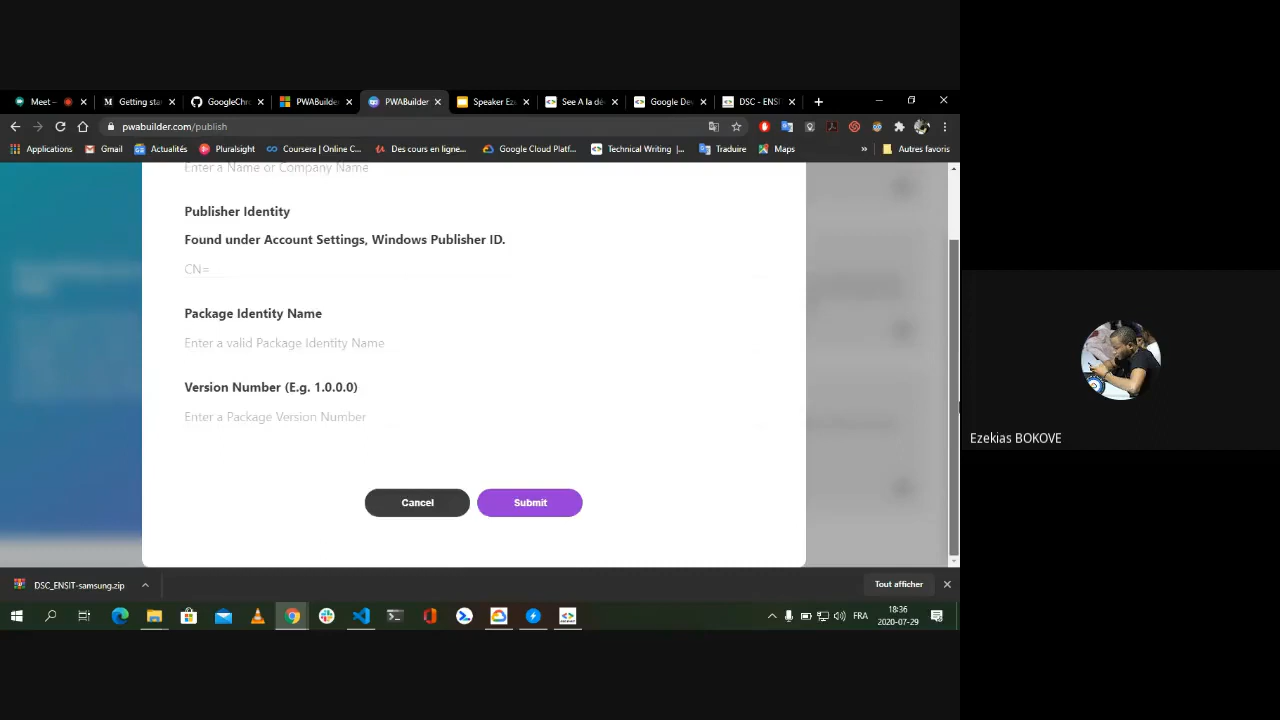 Meet –
Getting sta
GoogleChr
PWABuilde
PWABuilder
Speaker Eze
See A la dé
Google Dev
DSC - ENSI
pwabuilder.com/publish
Applications
Gmail
Actualités
Pluralsight
Coursera | Online C...
Des cours en ligne...
Google Cloud Platf...
Technical Writing |...
Traduire
Maps
»
Autres favoris
Enter a Name or Company Name
Publisher Identity
Found under Account Settings, Windows Publisher ID.
CN=
Package Identity Name
Enter a valid Package Identity Name
Version Number (E.g. 1.0.0.0)
Enter a Package Version Number
Cancel
Submit
Ezekias BOKOVE
DSC_ENSIT-samsung.zip
Tout afficher
FRA
18:36
2020-07-29